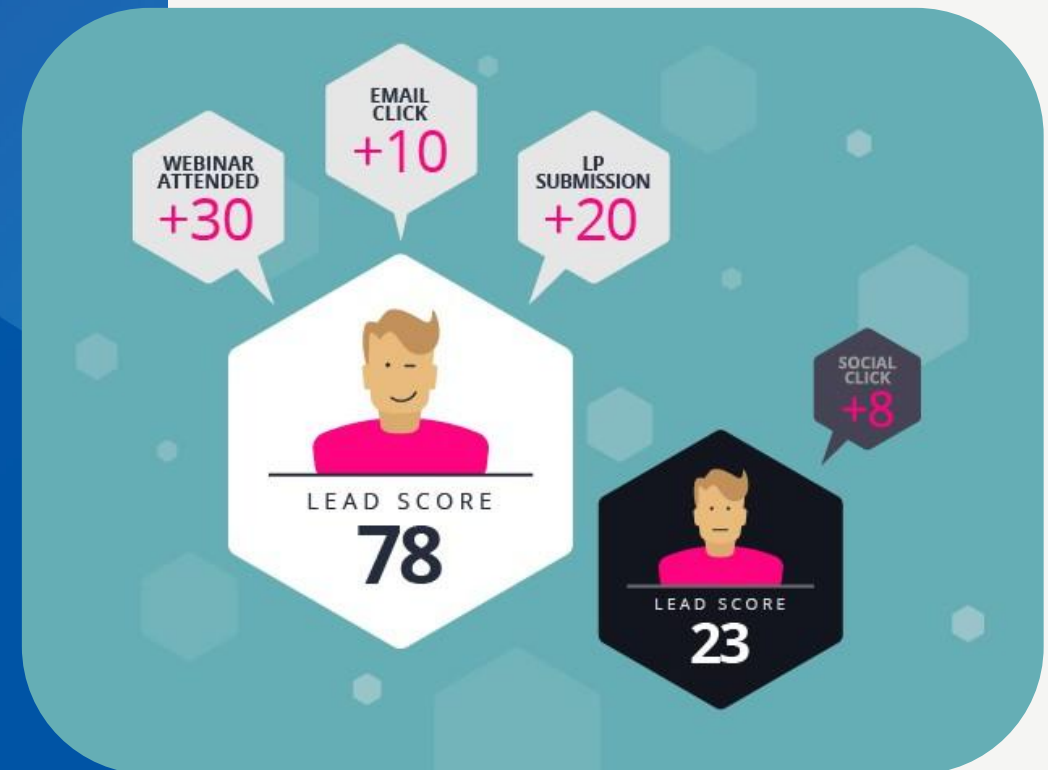 EMAIL
CLICK
+10
WEBINAR
ATTENDED
+30
LP
SUBMISSION
+20
LEAD SCORE
78
SOCIAL
CLICK
+8
LEAD SCORE
23